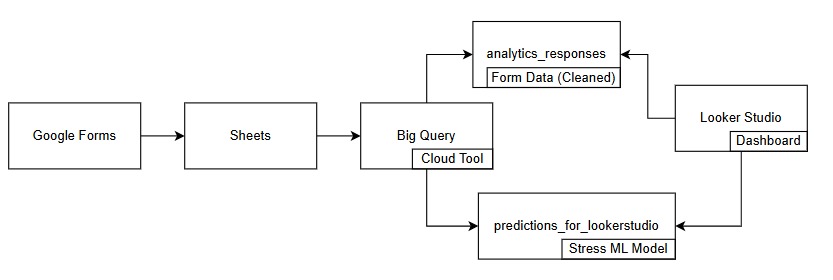 analytics_responses
Form Data (Cleaned)
Google Forms
Sheets
Big Query
Cloud Tool
Looker Studio
Dashboard
predictions_for_lookerstudio
Stress ML Model